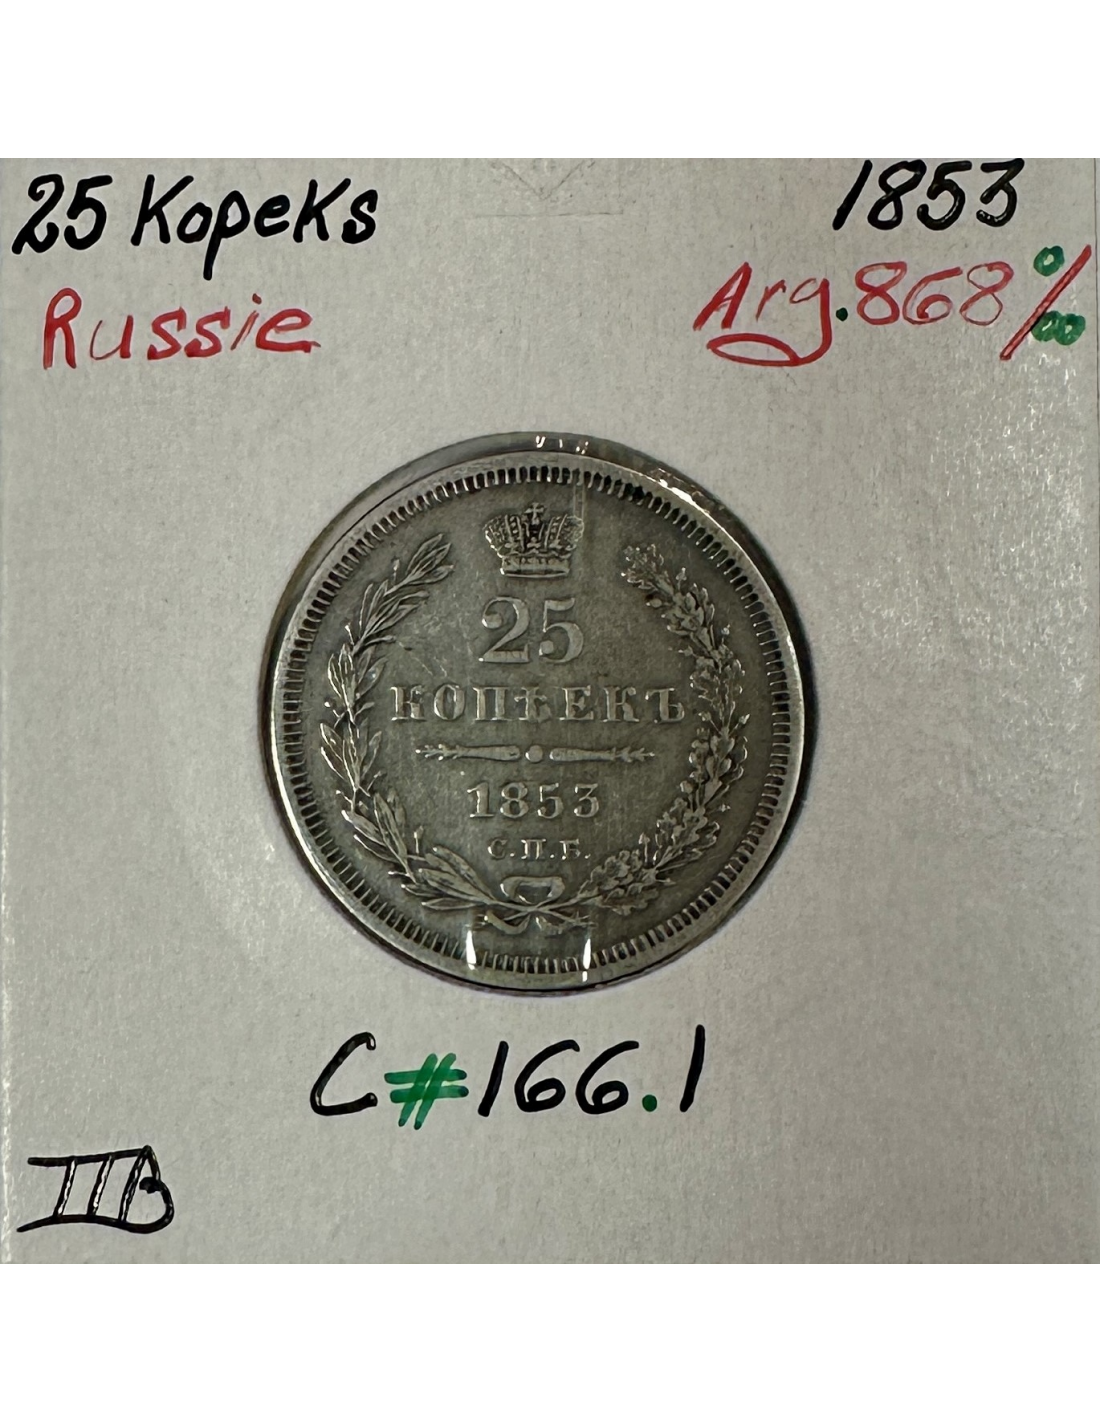 25 Kopeks 1853
Russie Arg. 868 ‰
25
КОПѢЕКЪ
1853
С.П.Б.
C#166.1